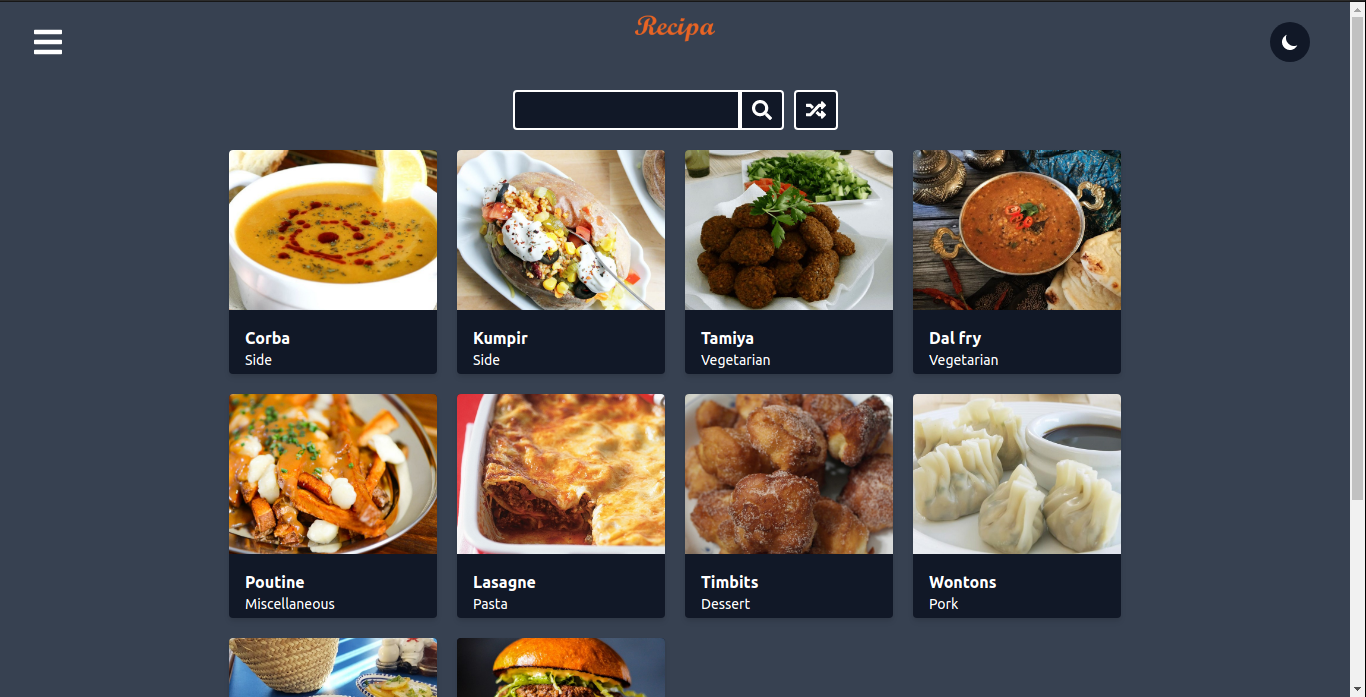 Recipa
Corba
Side
Kumpir
Side
Tamiya
Vegetarian
Dal fry
Vegetarian
Poutine
Miscellaneous
Lasagne
Pasta
Timbits
Dessert
Wontons
Pork